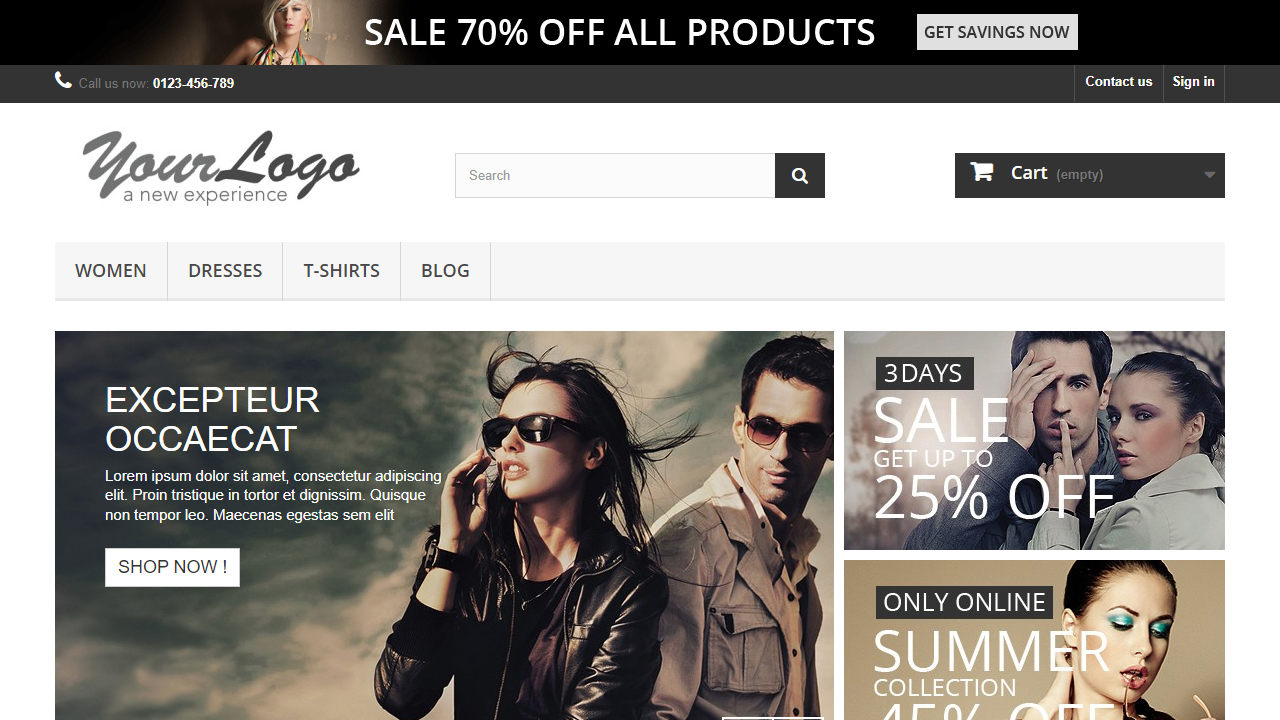 SALE 70% OFF ALL PRODUCTS
GET SAVINGS NOW
Call us now: 0123-456-789
Contact us
Sign in
YourLogo
a new experience
Search
Cart (empty)
WOMEN
DRESSES
T-SHIRTS
BLOG
EXCEPTEUR
OCCAECAT
Lorem ipsum dolor sit amet, consectetur adipiscing
elit. Proin tristique in tortor et dignissim. Quisque
non tempor leo. Maecenas egestas sem elit
SHOP NOW !
3DAYS
SALE
GET UP TO
25% OFF
ONLY ONLINE
SUMMER
COLLECTION
45% OFF